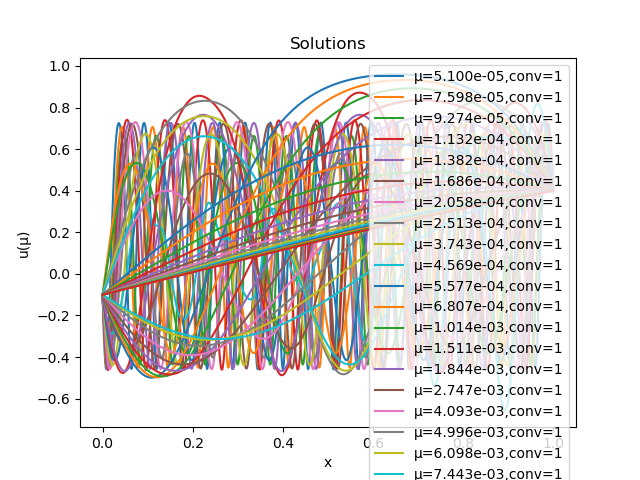 Solutions
1.0
0.8
0.6
0.4
0.2
0.0
−0.2
−0.4
−0.6
u(μ)
μ=5.100e-05,conv=1
μ=7.598e-05,conv=1
μ=9.274e-05,conv=1
μ=1.132e-04,conv=1
μ=1.382e-04,conv=1
μ=1.686e-04,conv=1
μ=2.058e-04,conv=1
μ=2.513e-04,conv=1
μ=3.743e-04,conv=1
μ=4.569e-04,conv=1
μ=5.577e-04,conv=1
μ=6.807e-04,conv=1
μ=1.014e-03,conv=1
μ=1.511e-03,conv=1
μ=1.844e-03,conv=1
μ=2.747e-03,conv=1
μ=4.093e-03,conv=1
μ=4.996e-03,conv=1
μ=6.098e-03,conv=1
μ=7.443e-03,conv=1
0.0 0.2 0.4 0.6 0.8 1.0
x